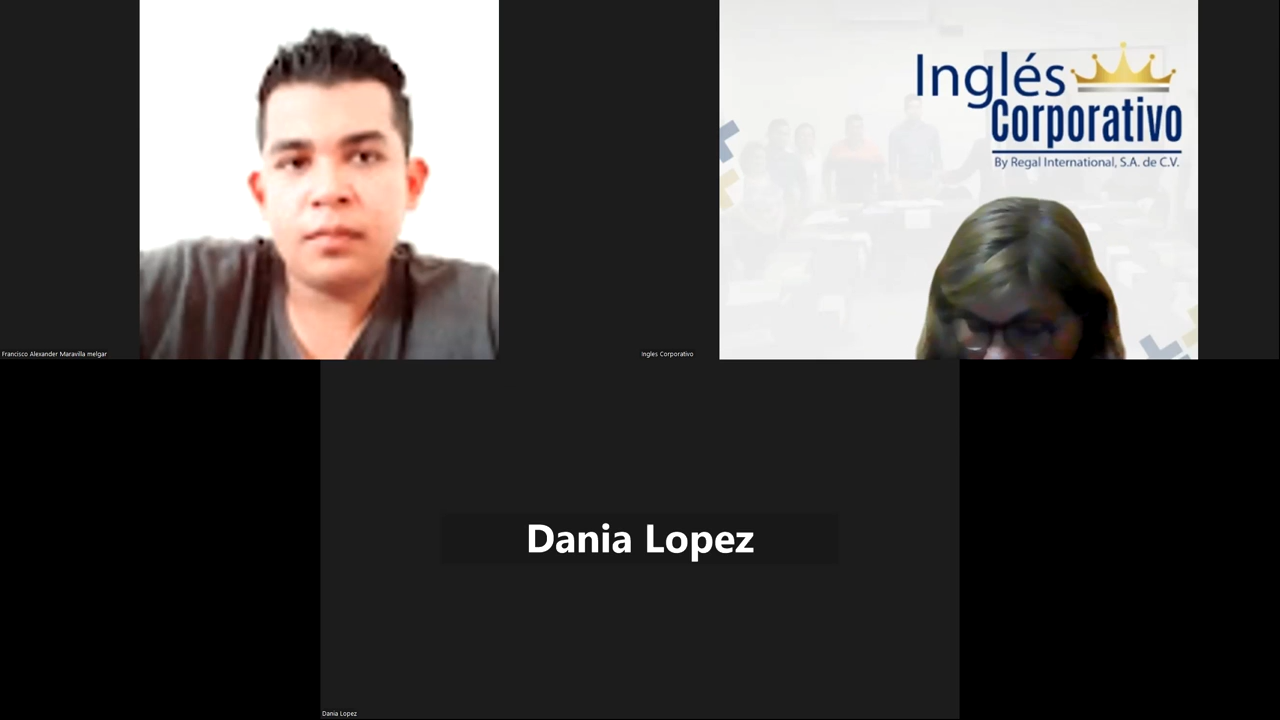 Inglés
Corporativo
By Regal International, S.A. de C.V.
Francisco Alexander Maravilla melgar
Ingles Corporativo
Dania Lopez
Dania Lopez